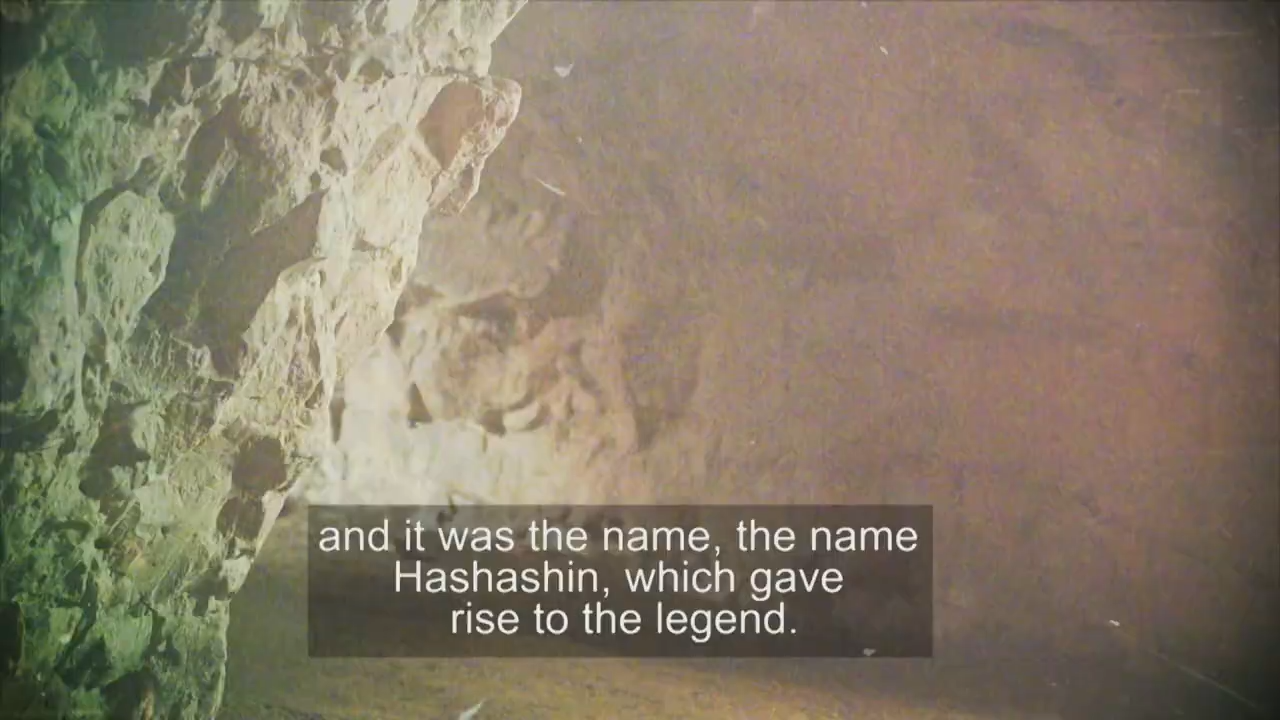 and it was the name, the name
Hashashin, which gave
rise to the legend.